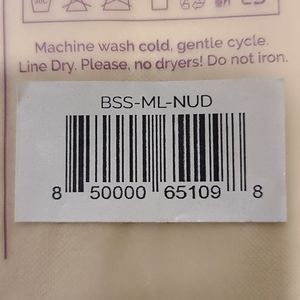 Machine wash cold, gentle cycle.
Line Dry. Please, no dryers! Do not iron.
BSS-ML-NUD
8 50000 65109 8